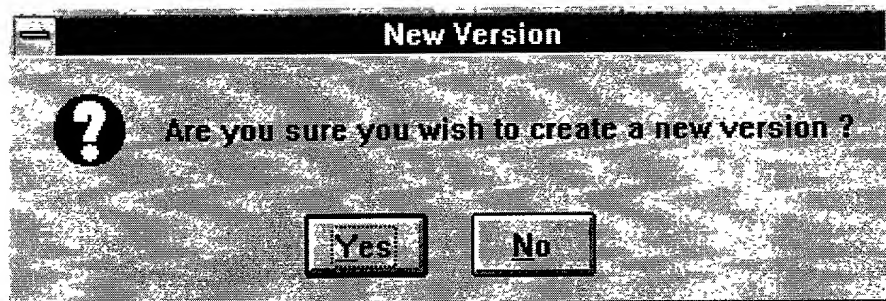 New Version
?
Are you sure you wish to create a new version ?
Yes No